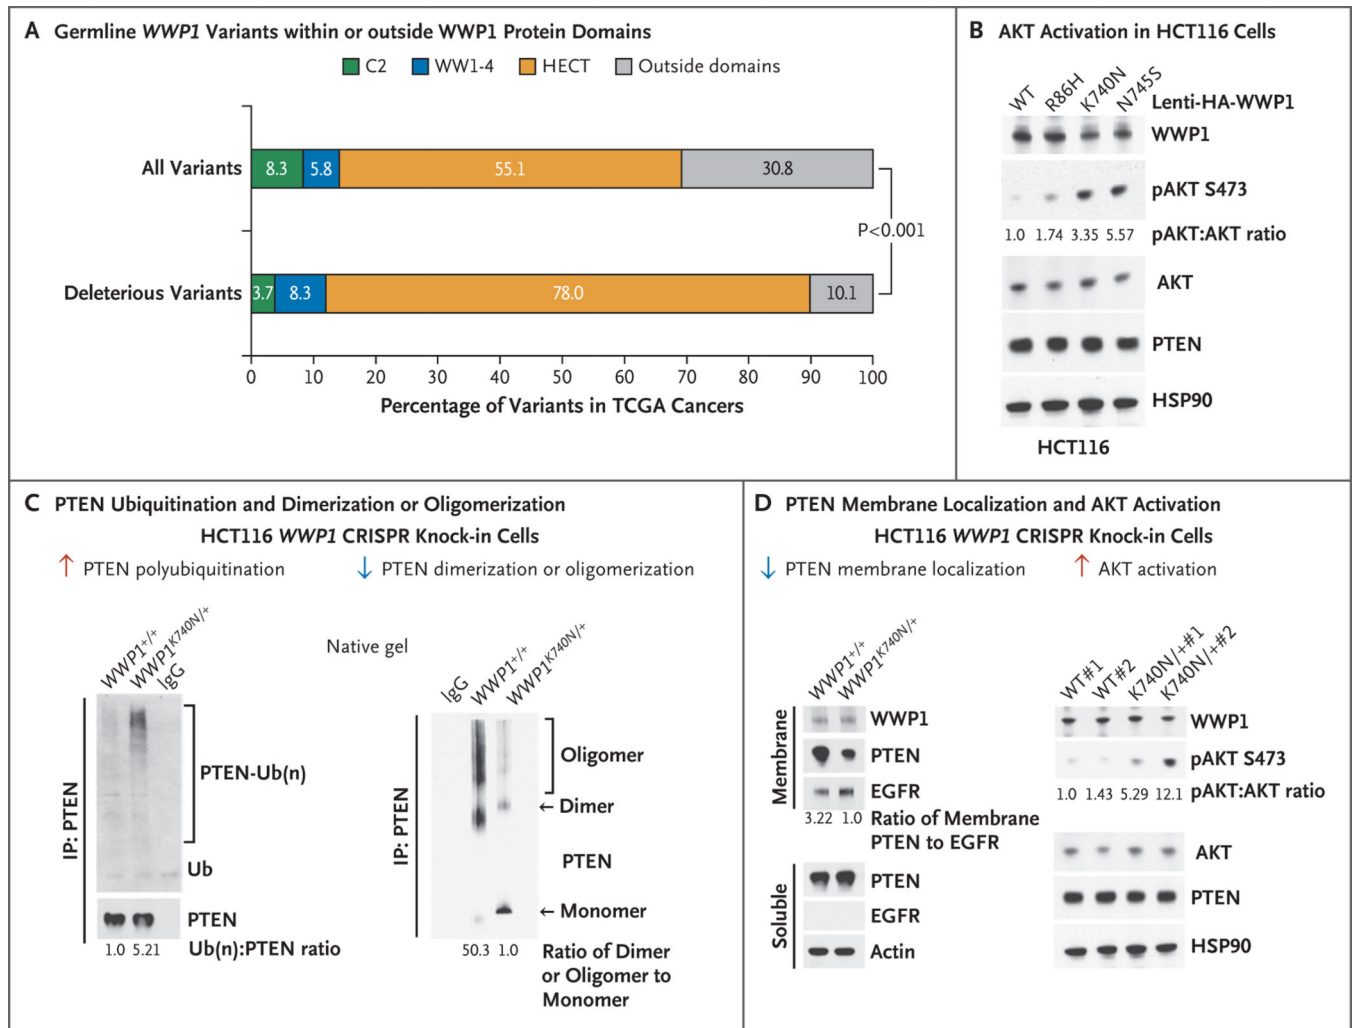 A Germline WWP1 Variants within or outside WWP1 Protein Domains
C2 WW1-4 HECT Outside domains
All Variants
8.3 5.8 55.1 30.8
P<0.001
Deleterious Variants
3.7 8.3 78.0 10.1
0 10 20 30 40 50 60 70 80 90 100
Percentage of Variants in TCGA Cancers
B AKT Activation in HCT116 Cells
WT R86H K740N N745S Lenti-HA-WWP1
WWP1
pAKT S473
1.0 1.74 3.35 5.57 pAKT:AKT ratio
AKT
PTEN
HSP90
HCT116
C PTEN Ubiquitination and Dimerization or Oligomerization
HCT116 WWP1 CRISPR Knock-in Cells
↑ PTEN polyubiquitination ↓ PTEN dimerization or oligomerization
WWP1+/+ WWP1K740N/+ IgG
IP: PTEN
PTEN-Ub(n)
Ub
PTEN
1.0 5.21 Ub(n):PTEN ratio
Native gel
IgG WWP1+/+ WWP1K740N/+
IP: PTEN
Oligomer
← Dimer
PTEN
← Monomer
50.3 1.0 Ratio of Dimer
or Oligomer to
Monomer
D PTEN Membrane Localization and AKT Activation
HCT116 WWP1 CRISPR Knock-in Cells
↓ PTEN membrane localization ↑ AKT activation
WWP1+/+ WWP1K740N/+
Membrane
WWP1
PTEN
EGFR
3.22 1.0 Ratio of Membrane
PTEN to EGFR
Soluble
PTEN
EGFR
Actin
WT#1 WT#2 K740N/+#1 K740N/+#2
WWP1
pAKT S473
1.0 1.43 5.29 12.1 pAKT:AKT ratio
AKT
PTEN
HSP90